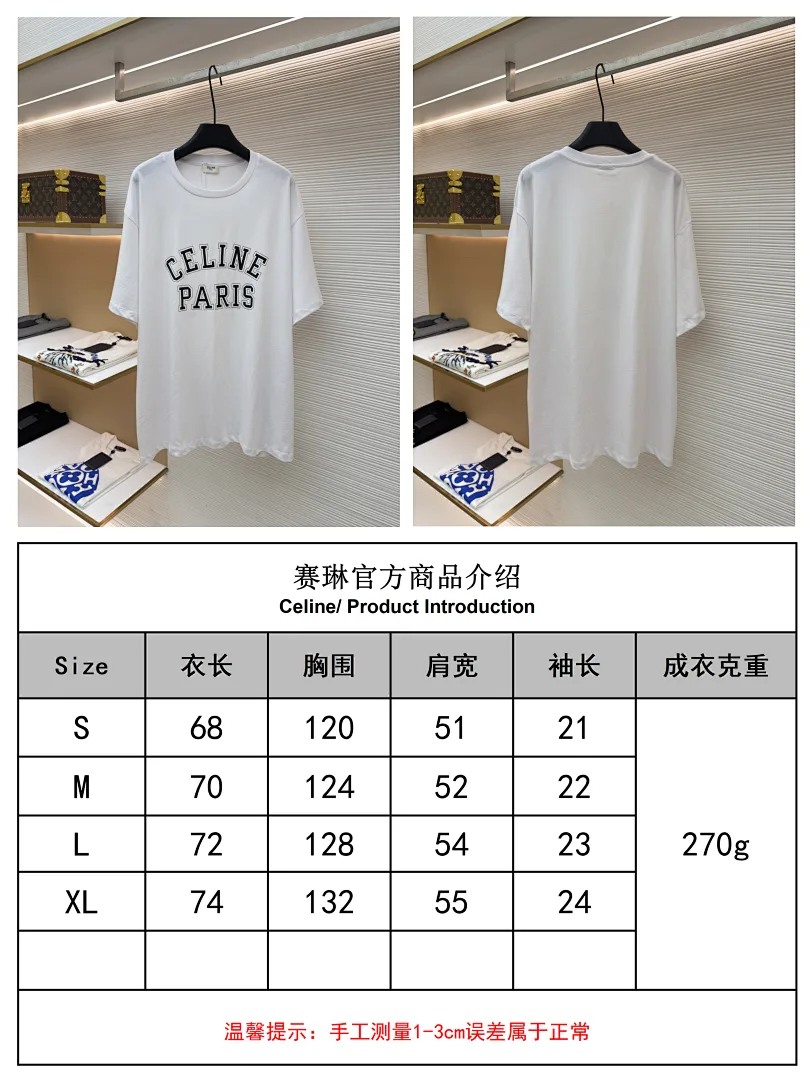 CELINE
PARIS
赛琳官方商品介绍
Celine/ Product Introduction
Size 衣长 胸围 肩宽 袖长 成衣克重
S 68 120 51 21
M 70 124 52 22
L 72 128 54 23
XL 74 132 55 24
270g
温馨提示：手工测量1-3cm误差属于正常